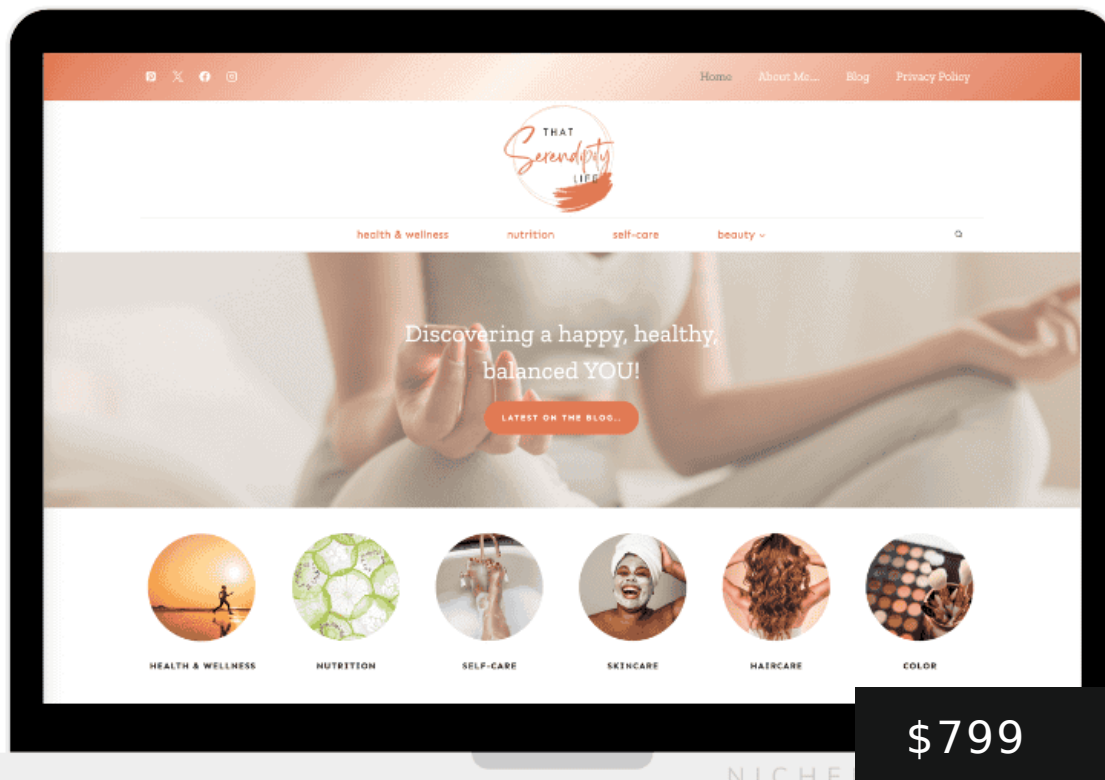 Home About Me... Blog Privacy Policy
THAT
Serendipity
LIFE
health & wellness nutrition self-care beauty
Discovering a happy, healthy,
balanced YOU!
LATEST ON THE BLOG..
HEALTH & WELLNESS NUTRITION SELF-CARE SKINCARE HAIRCARE COLOR
$799